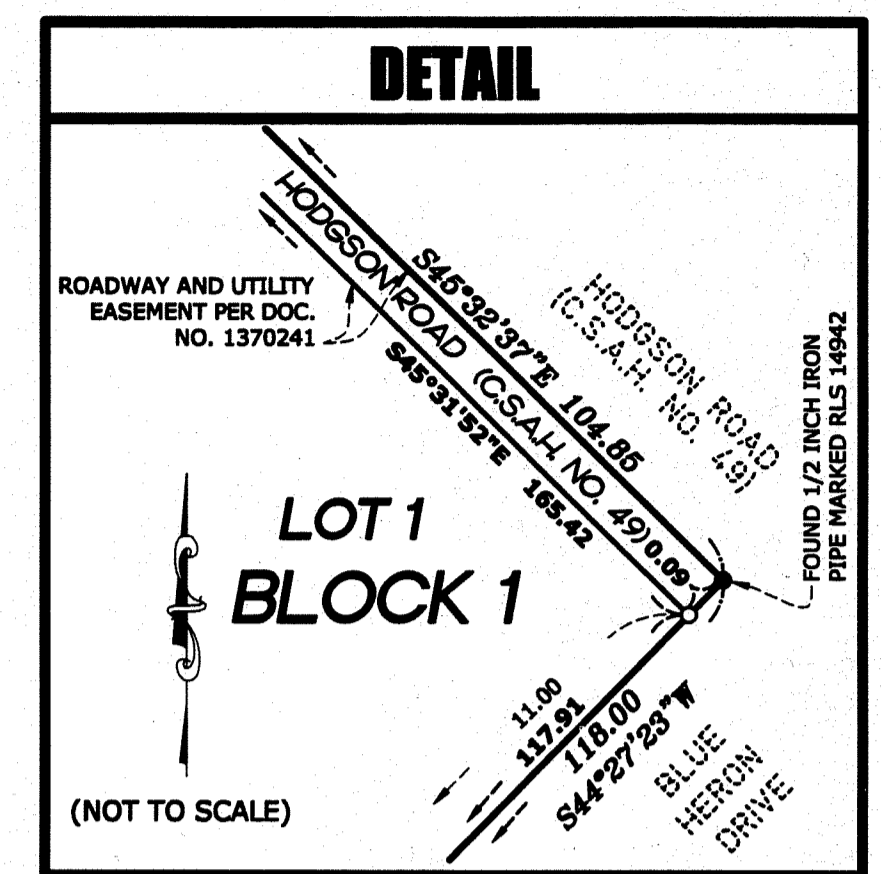 DETAIL
HODGSON ROAD (C.S.A.H. NO. 49)
ROADWAY AND UTILITY
EASEMENT PER DOC.
NO. 1370241
S45°32'37"E 104.85
S45°31'52"E 165.42
HODGSON ROAD
(C.S.A.H. NO. 49)
FOUND 1/2 INCH IRON
PIPE MARKED RLS 14942
0.09
LOT 1
BLOCK 1
11.00
117.91
118.00
S44°27'23"W
BLUE
HERON
DRIVE
(NOT TO SCALE)